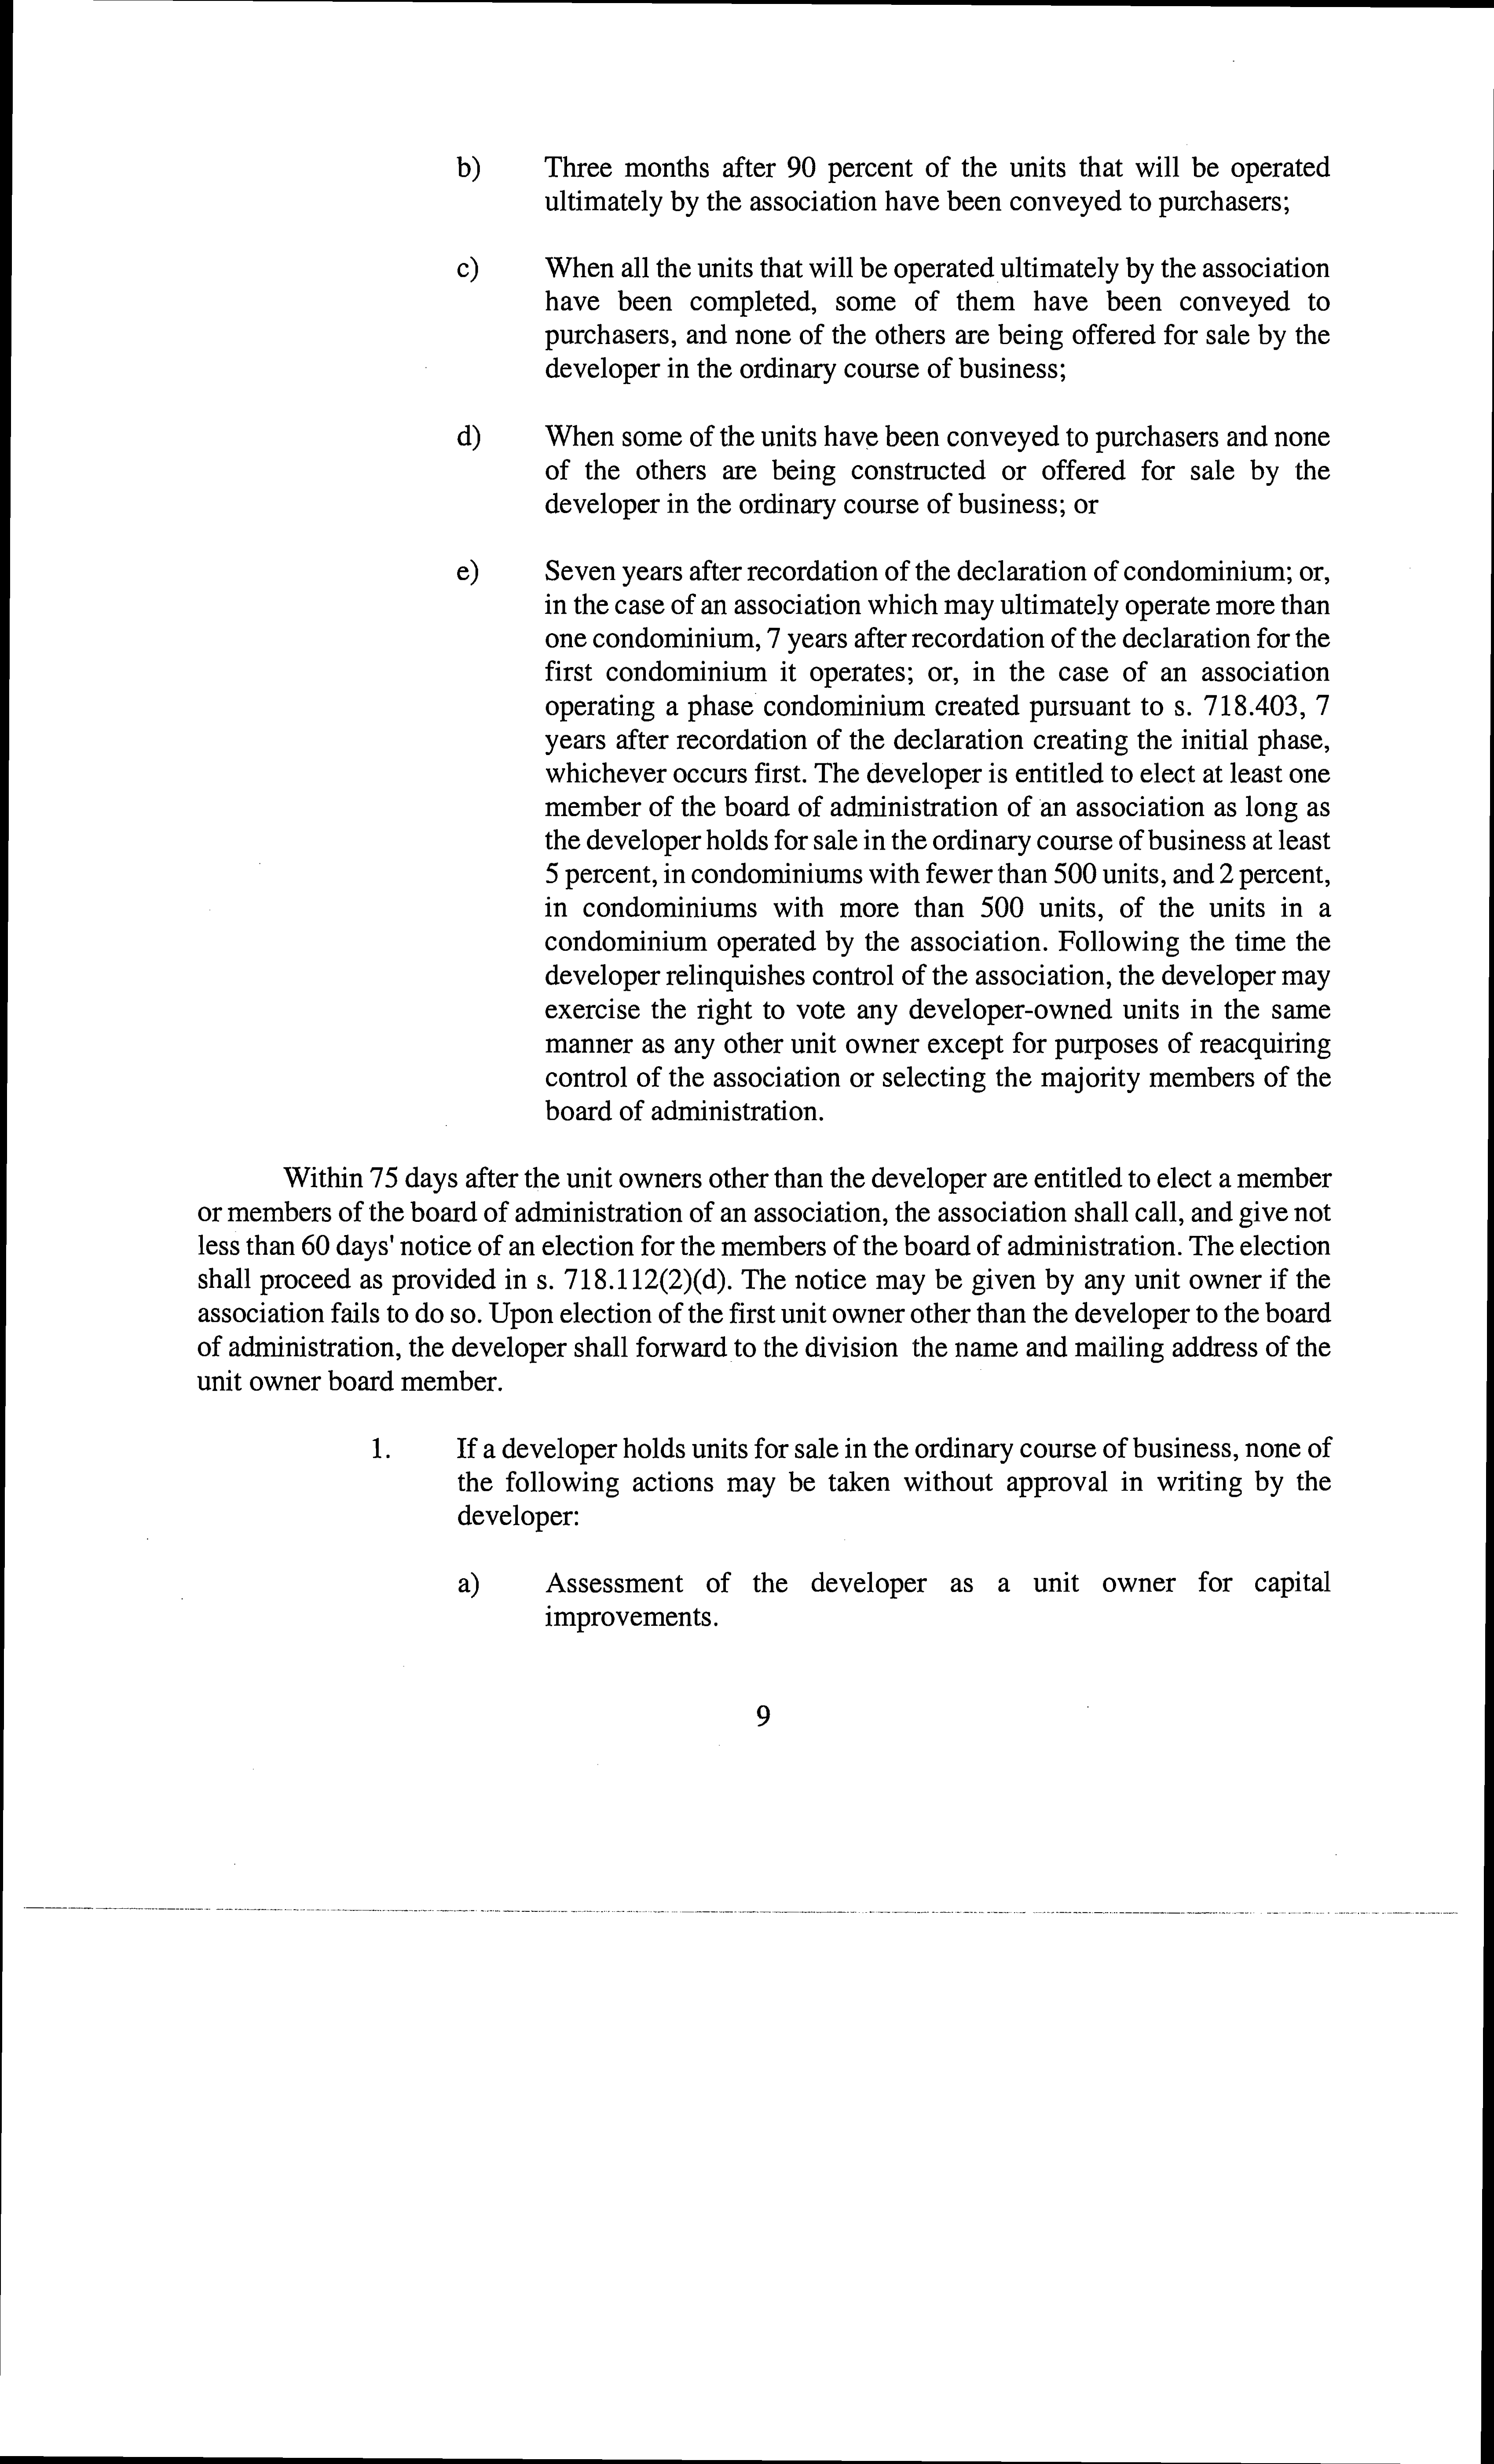 b) Three months after 90 percent of the units that will be operated
ultimately by the association have been conveyed to purchasers;
c) When all the units that will be operated ultimately by the association
have been completed, some of them have been conveyed to
purchasers, and none of the others are being offered for sale by the
developer in the ordinary course of business;
d) When some of the units have been conveyed to purchasers and none
of the others are being constructed or offered for sale by the
developer in the ordinary course of business; or
e) Seven years after recordation of the declaration of condominium; or,
in the case of an association which may ultimately operate more than
one condominium, 7 years after recordation of the declaration for the
first condominium it operates; or, in the case of an association
operating a phase condominium created pursuant to s. 718.403, 7
years after recordation of the declaration creating the initial phase,
whichever occurs first. The developer is entitled to elect at least one
member of the board of administration of an association as long as
the developer holds for sale in the ordinary course of business at least
5 percent, in condominiums with fewer than 500 units, and 2 percent,
in condominiums with more than 500 units, of the units in a
condominium operated by the association. Following the time the
developer relinquishes control of the association, the developer may
exercise the right to vote any developer-owned units in the same
manner as any other unit owner except for purposes of reacquiring
control of the association or selecting the majority members of the
board of administration.
Within 75 days after the unit owners other than the developer are entitled to elect a member
or members of the board of administration of an association, the association shall call, and give not
less than 60 days' notice of an election for the members of the board of administration. The election
shall proceed as provided in s. 718.112(2)(d). The notice may be given by any unit owner if the
association fails to do so. Upon election of the first unit owner other than the developer to the board
of administration, the developer shall forward to the division the name and mailing address of the
unit owner board member.
1. If a developer holds units for sale in the ordinary course of business, none of
the following actions may be taken without approval in writing by the
developer:
a) Assessment of the developer as a unit owner for capital
improvements.
9